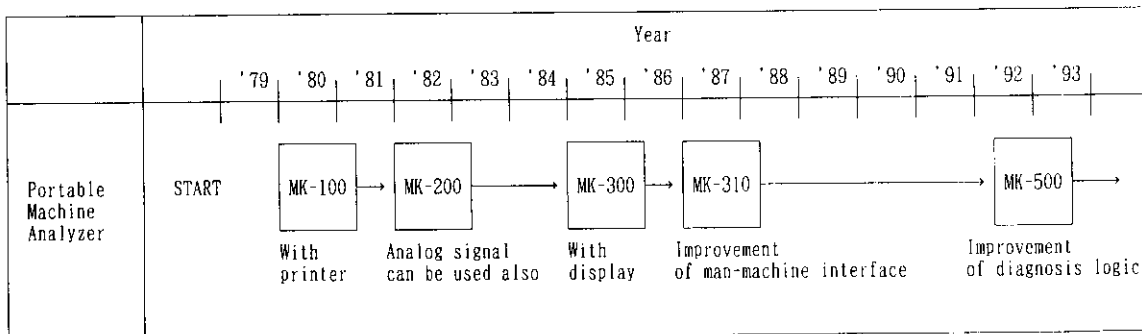 Year
'79 '80 '81 '82 '83 '84 '85 '86 '87 '88 '89 '90 '91 '92 '93
Portable
Machine
Analyzer
START
MK-100
MK-200
MK-300
MK-310
MK-500
With
printer
Analog signal
can be used also
With
display
Improvement
of man-machine interface
Improvement
of diagnosis logic